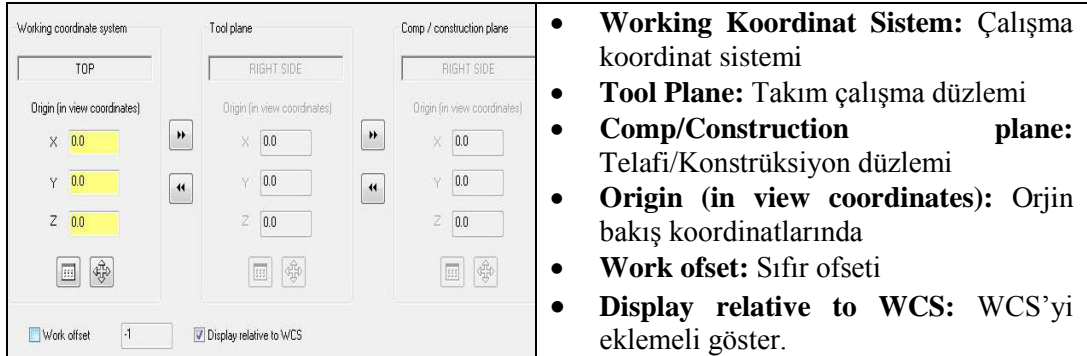 Working coordinate system
TOP
Origin (in view coordinates)
X 0.0
Y 0.0
Z 0.0
Tool plane
RIGHT SIDE
Origin (in view coordinates)
X 0.0
Y 0.0
Z 0.0
Comp / construction plane
RIGHT SIDE
Origin (in view coordinates)
X 0.0
Y 0.0
Z 0.0
Work offset -1 Display relative to WCS
• Working Koordinat Sistem: Çalışma
koordinat sistemi
• Tool Plane: Takım çalışma düzlemi
• Comp/Construction plane:
Telafi/Konstrüksiyon düzlemi
• Origin (in view coordinates): Orjin
bakış koordinatlarında
• Work ofset: Sıfır ofseti
• Display relative to WCS: WCS’yi
eklemeli göster.